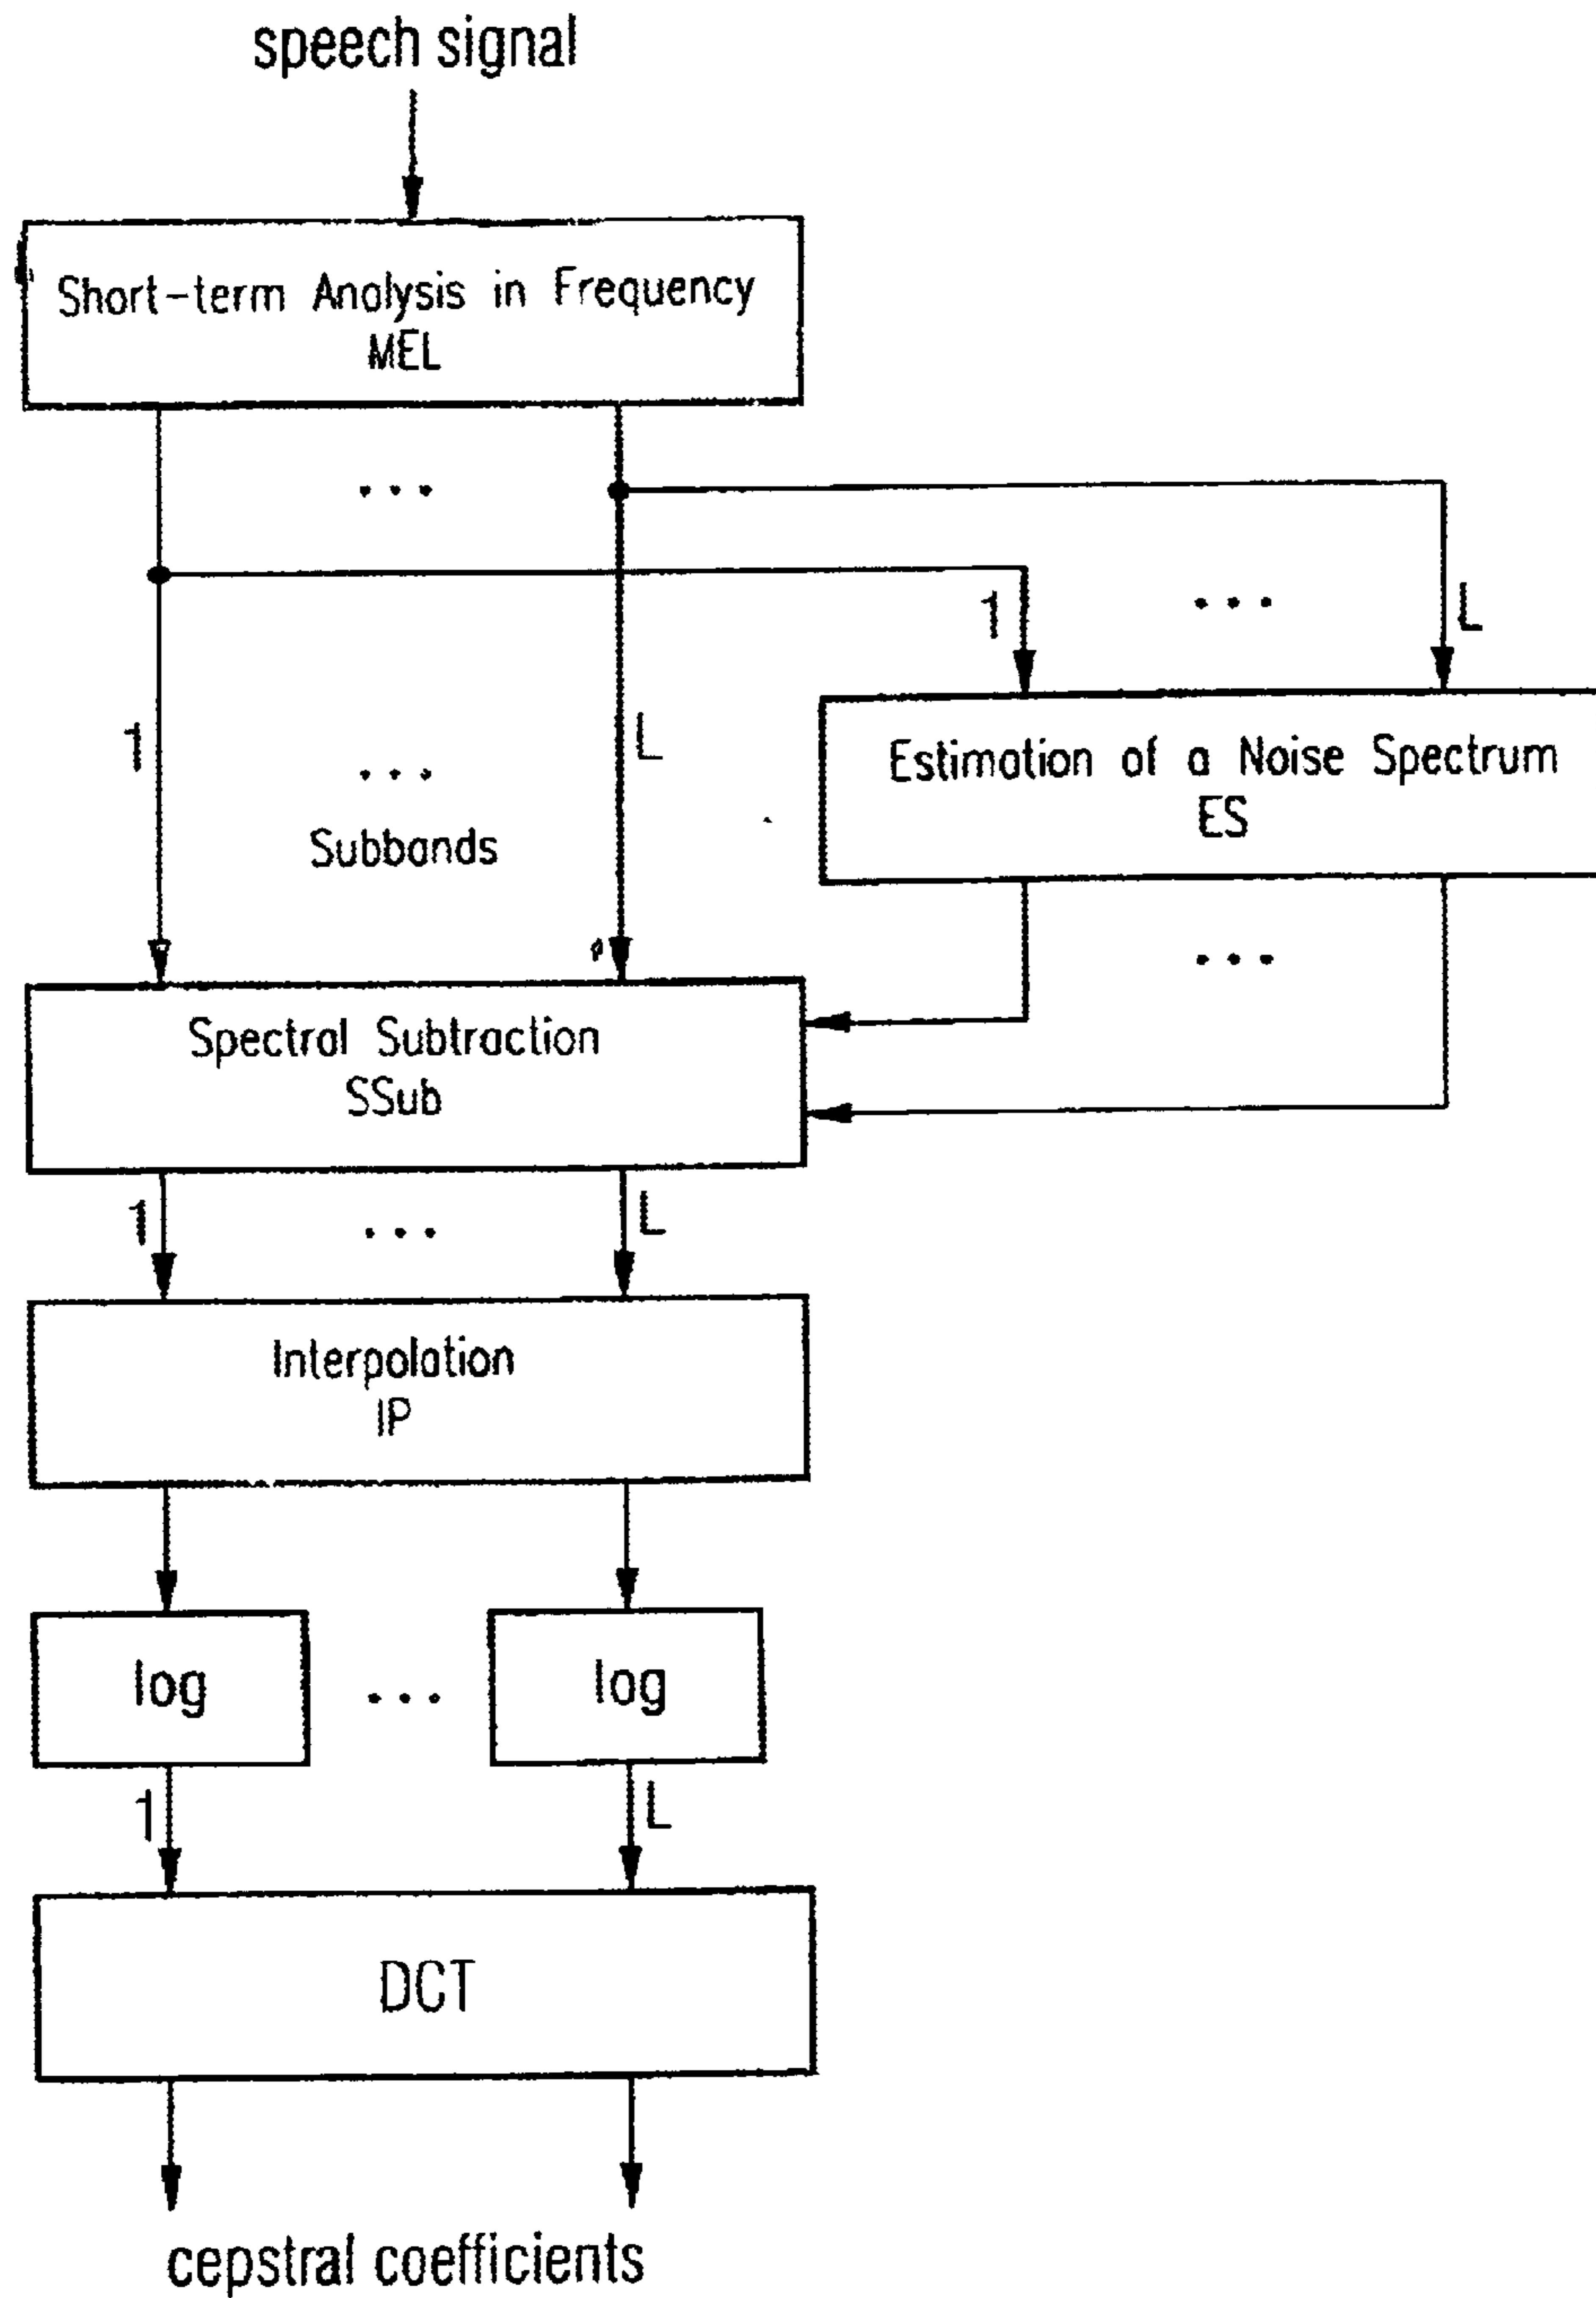 speech signal
Short-term Analysis in Frequency
MEL
...
1
...
L
Estimation of a Noise Spectrum
ES
1
...
L
Subbands
...
Spectral Subtraction
SSub
1
...
L
Interpolation
IP
log
...
log
1
L
DCT
cepstral coefficients